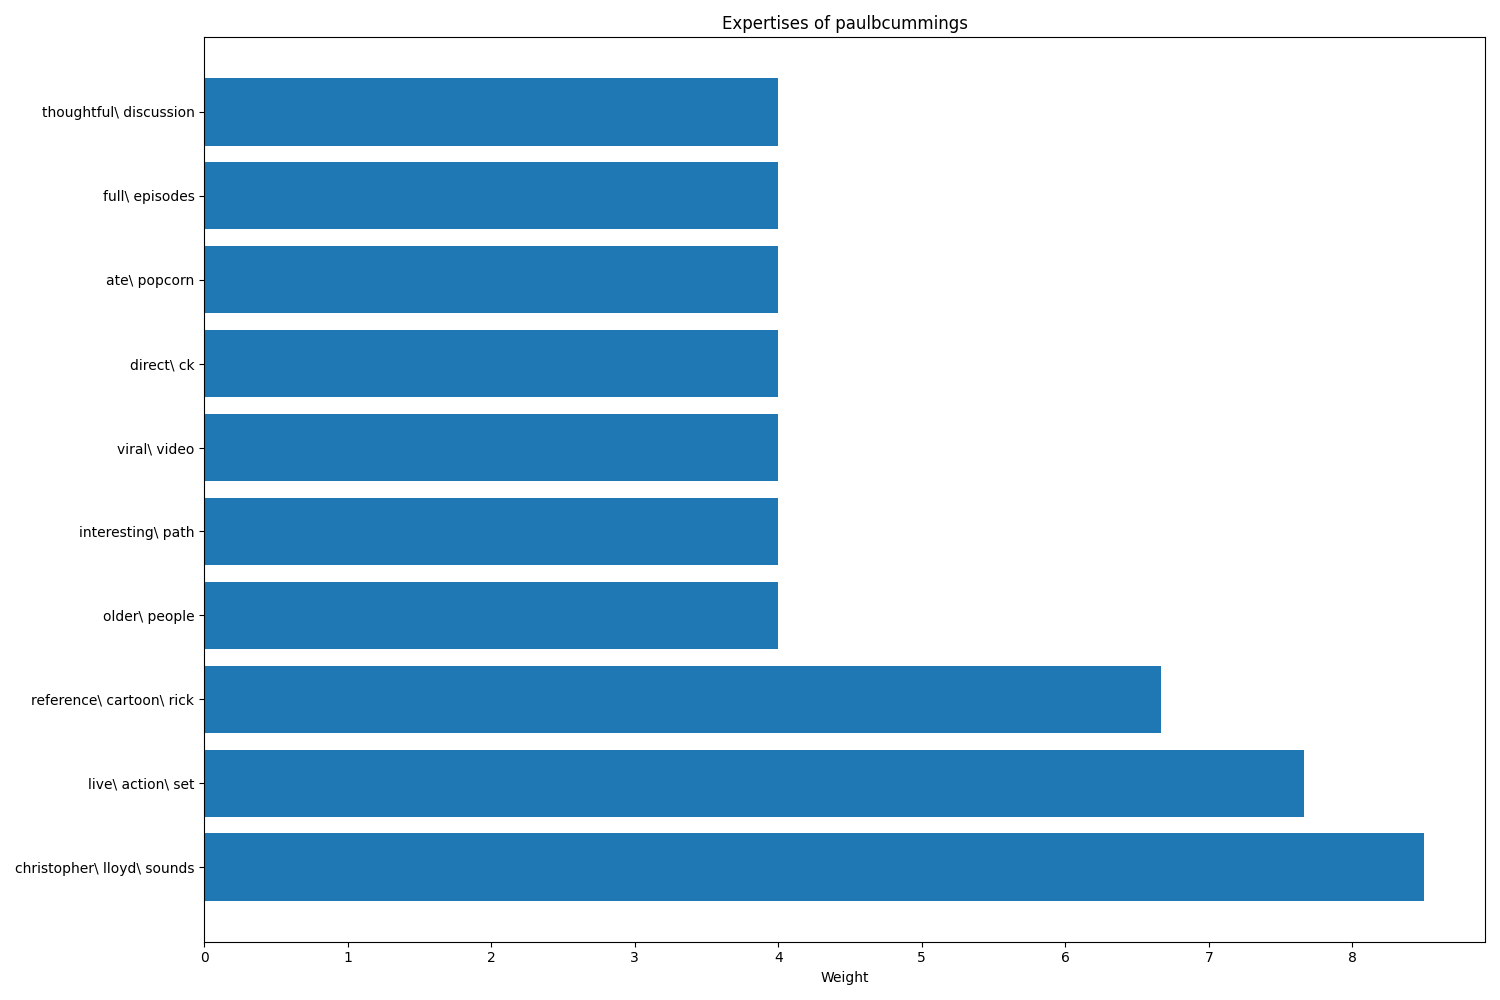 Expertises of paulbcummings
thoughtful\ discussion
full\ episodes
ate\ popcorn
direct\ ck
viral\ video
interesting\ path
older\ people
reference\ cartoon\ rick
live\ action\ set
christopher\ lloyd\ sounds
0 1 2 3 4 5 6 7 8
Weight